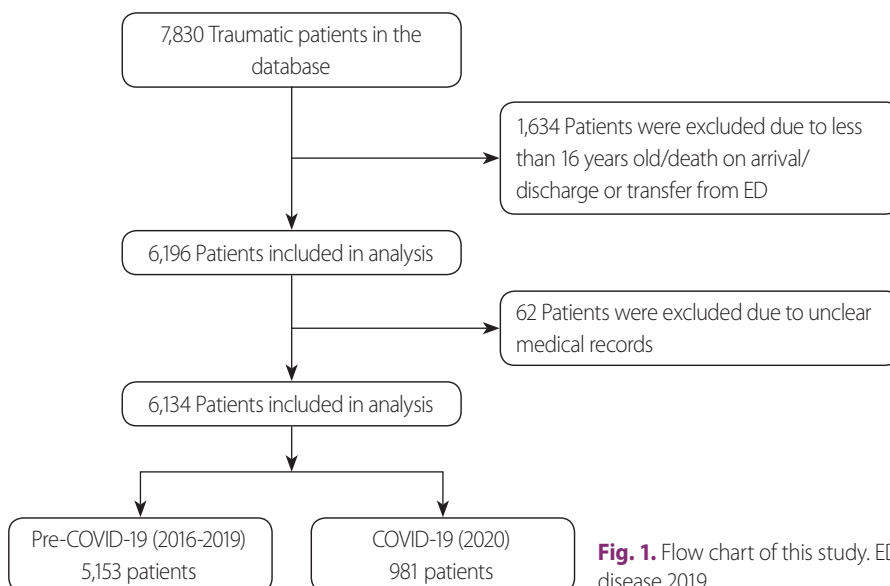 7,830 Traumatic patients in the
database
1,634 Patients were excluded due to less
than 16 years old/death on arrival/
discharge or transfer from ED
6,196 Patients included in analysis
62 Patients were excluded due to unclear
medical records
6,134 Patients included in analysis
Pre-COVID-19 (2016-2019)
5,153 patients
COVID-19 (2020)
981 patients
Fig. 1. Flow chart of this study. ED
disease 2019